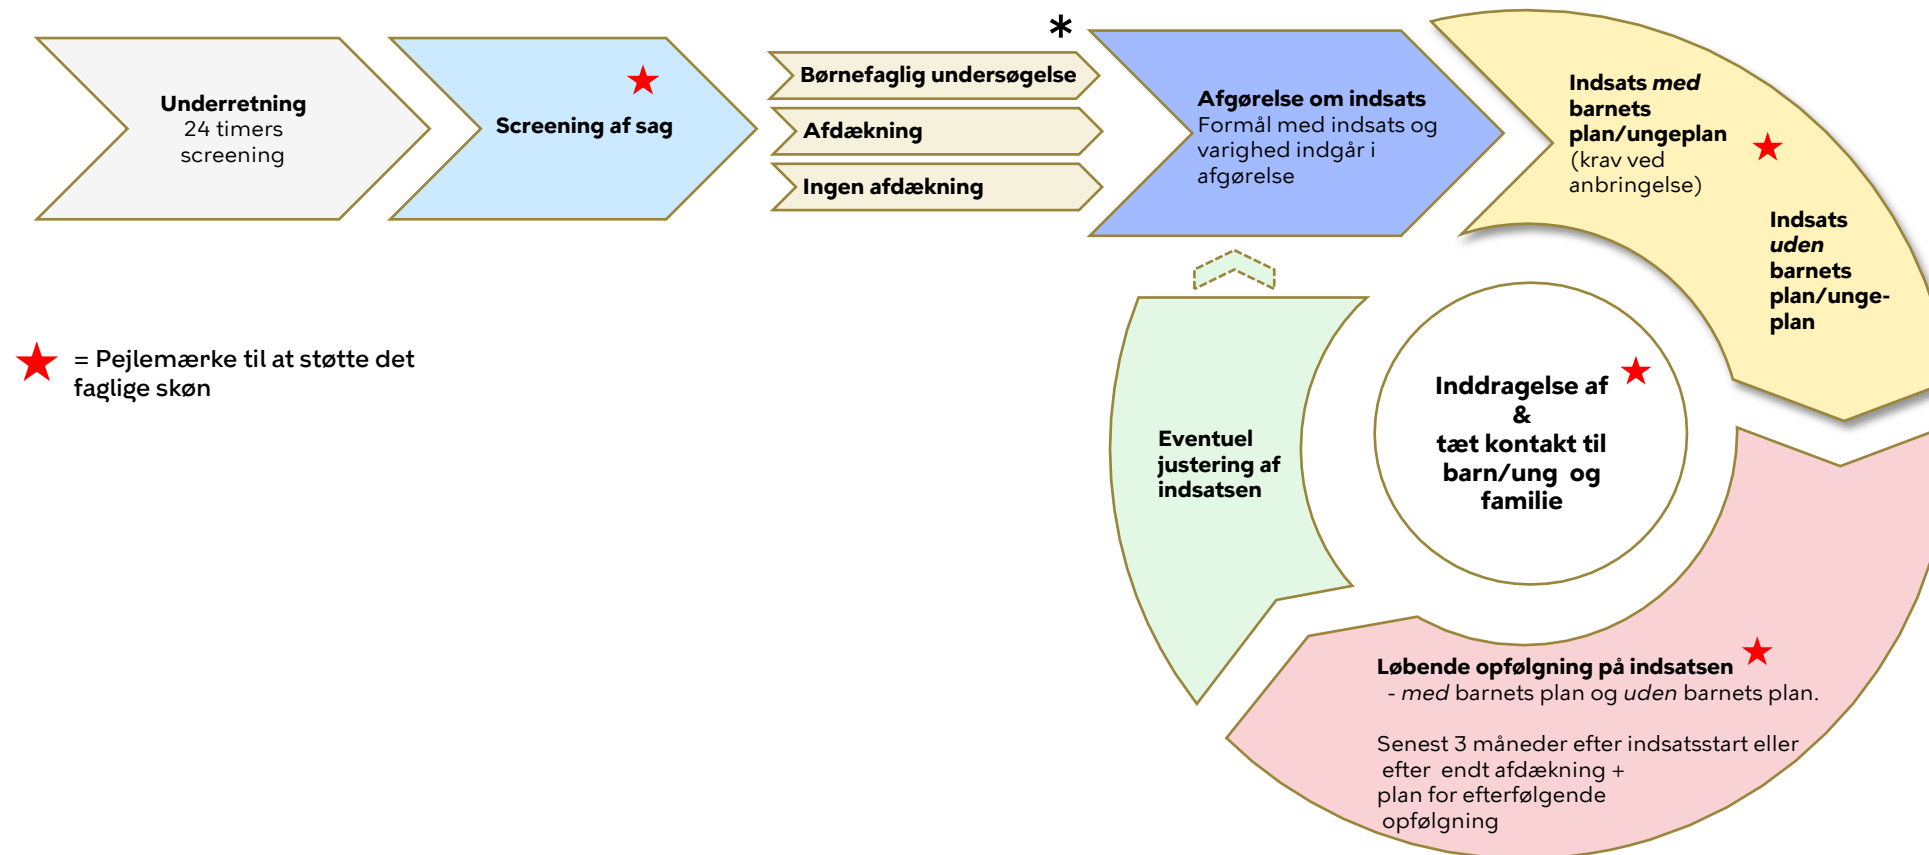 Underretning
24 timers
screening
Screening af sag
*
Børnefaglig undersøgelse
Afdækning
Ingen afdækning
Afgørelse om indsats
Formål med indsats og
varighed indgår i
afgørelse
Indsats med
barnets
plan/ungeplan
(krav ved
anbringelse)
Indsats
uden
barnets
plan/unge-
plan
= Pejlemærke til at støtte det
faglige skøn
Inddragelse af
&
tæt kontakt til
barn/ung og
familie
Eventuel
justering af
indsatsen
Løbende opfølgning på indsatsen
- med barnets plan og uden barnets plan.
Senest 3 måneder efter indsatsstart eller
efter endt afdækning +
plan for efterfølgende
opfølgning